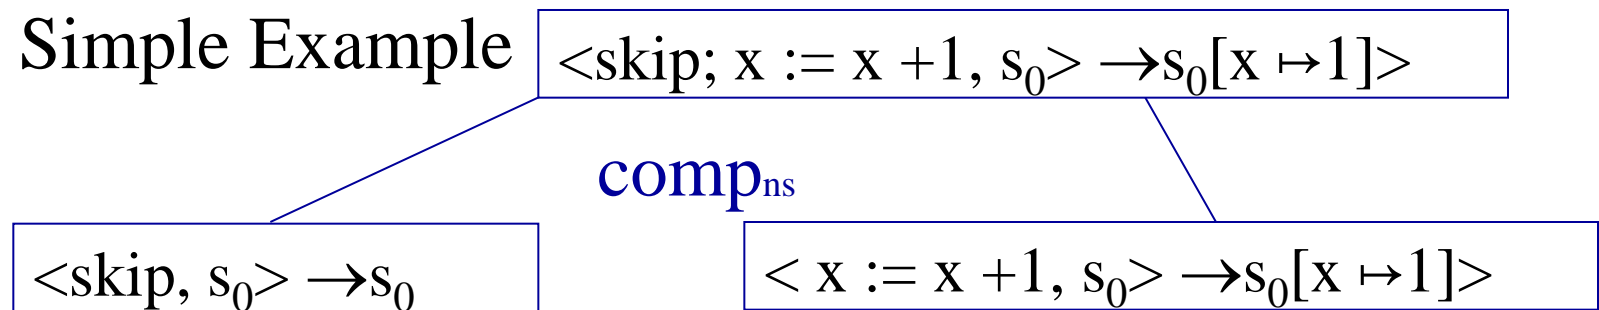 Simple Example
<skip; x := x +1, s₀> →s₀[x ↦1]>
compns
<skip, s₀> →s₀
< x := x +1, s₀> →s₀[x ↦1]>